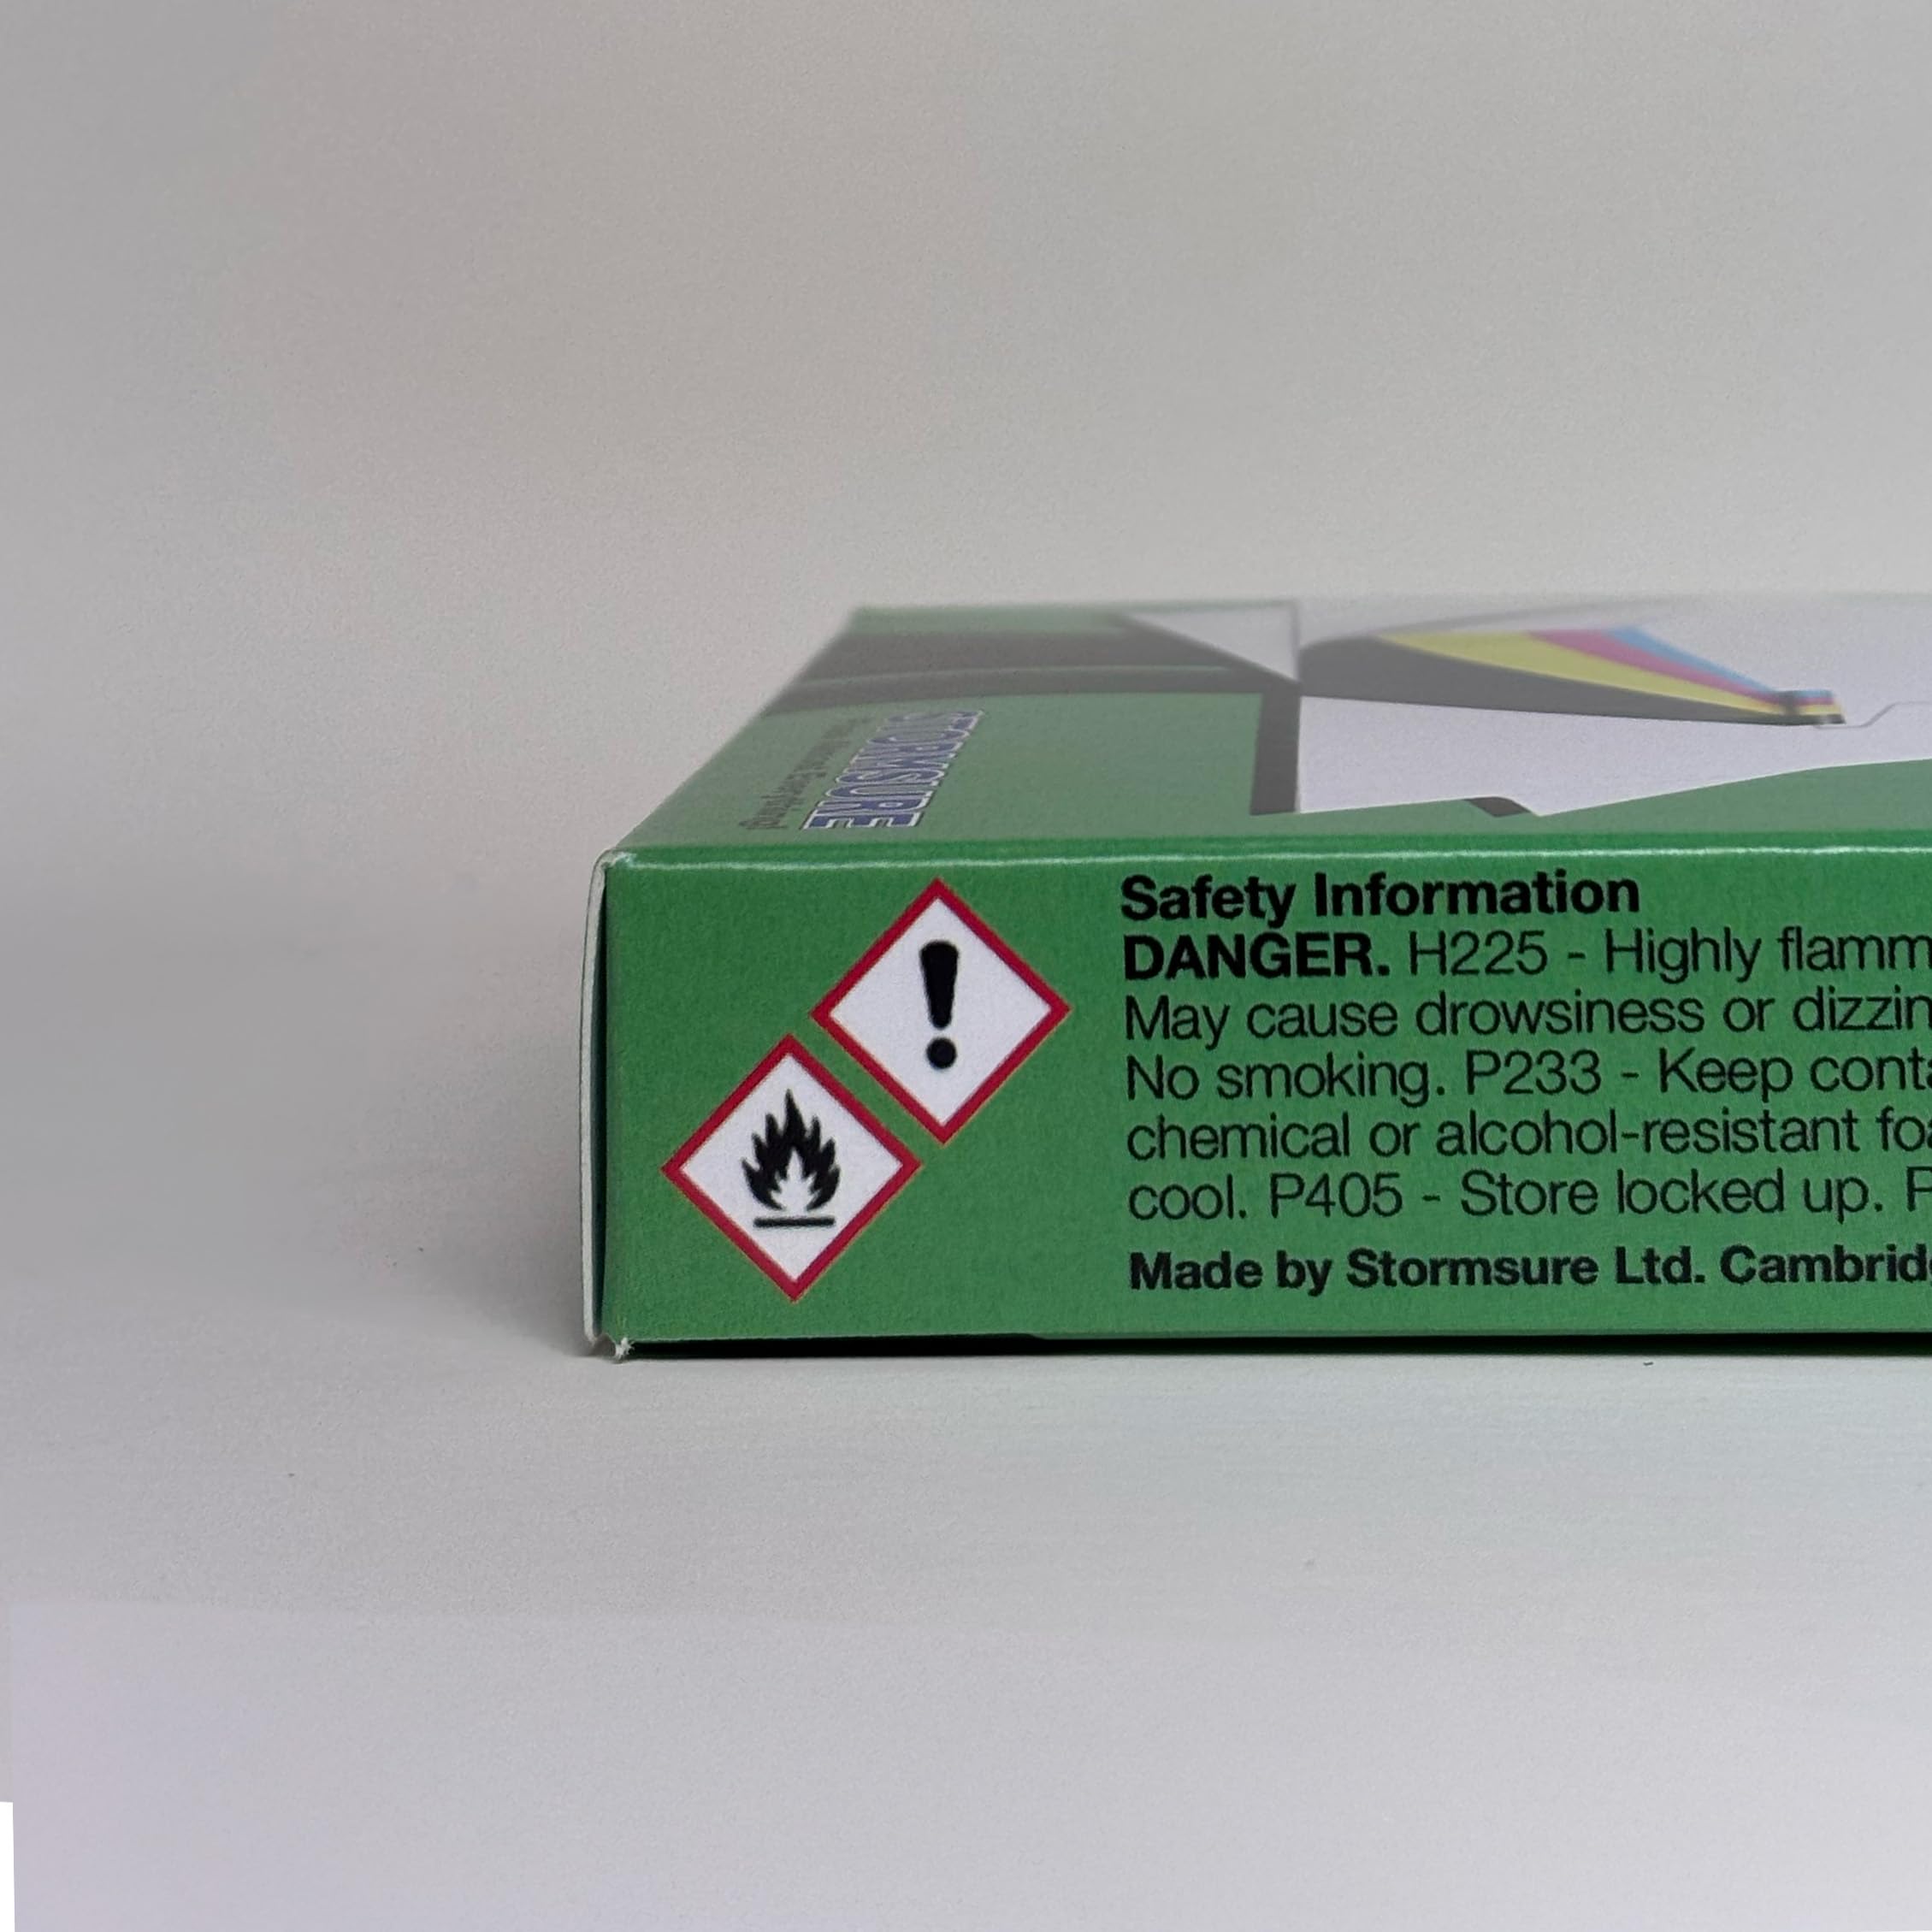 STORMSURE
Safety Information
DANGER. H225 - Highly flamm
May cause drowsiness or dizzin
No smoking. P233 - Keep conta
chemical or alcohol-resistant foa
cool. P405 - Store locked up. P
Made by Stormsure Ltd. Cambrid